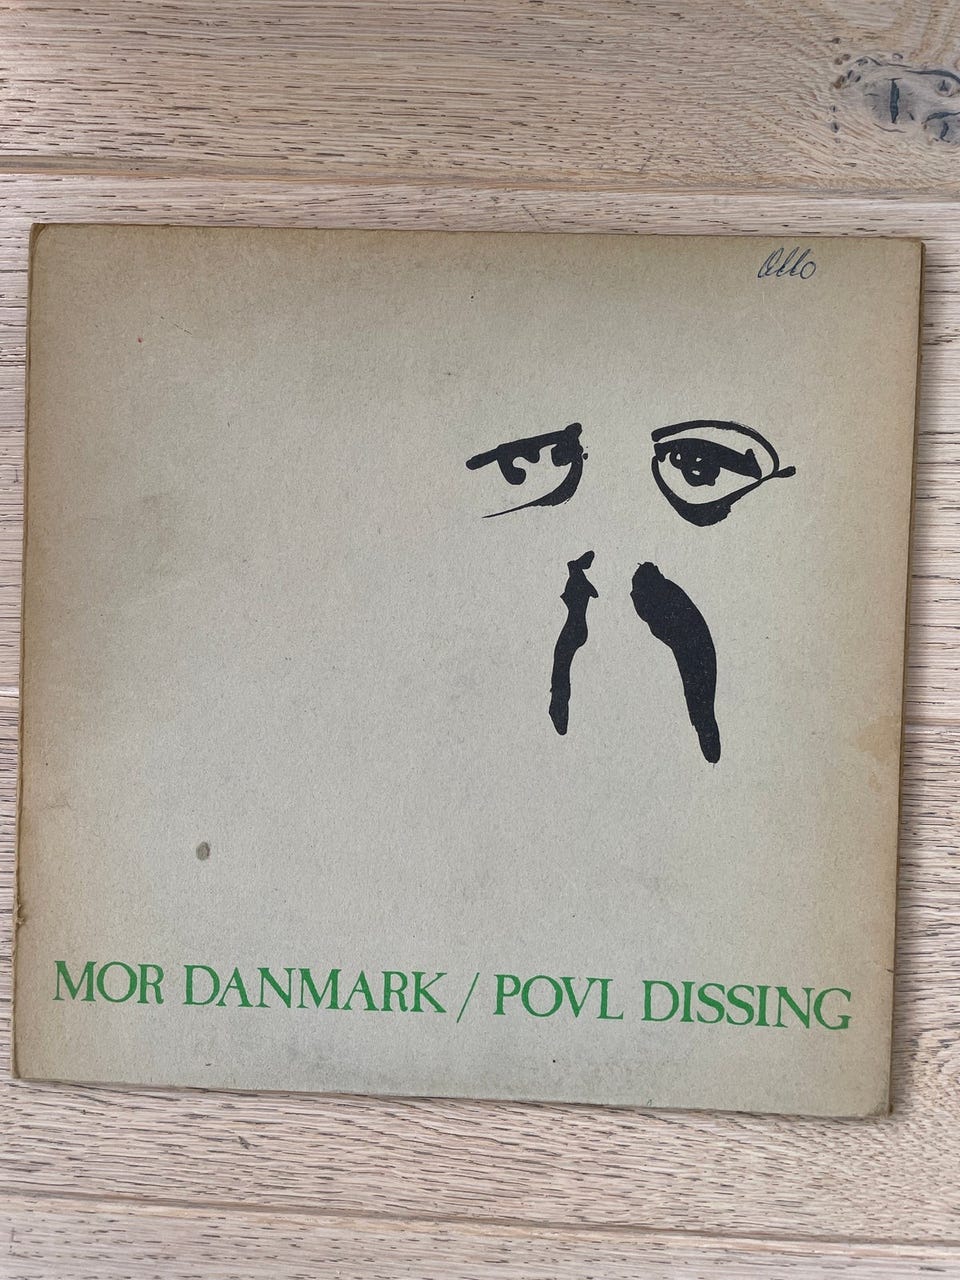 Otto
MOR DANMARK / POVL DISSING